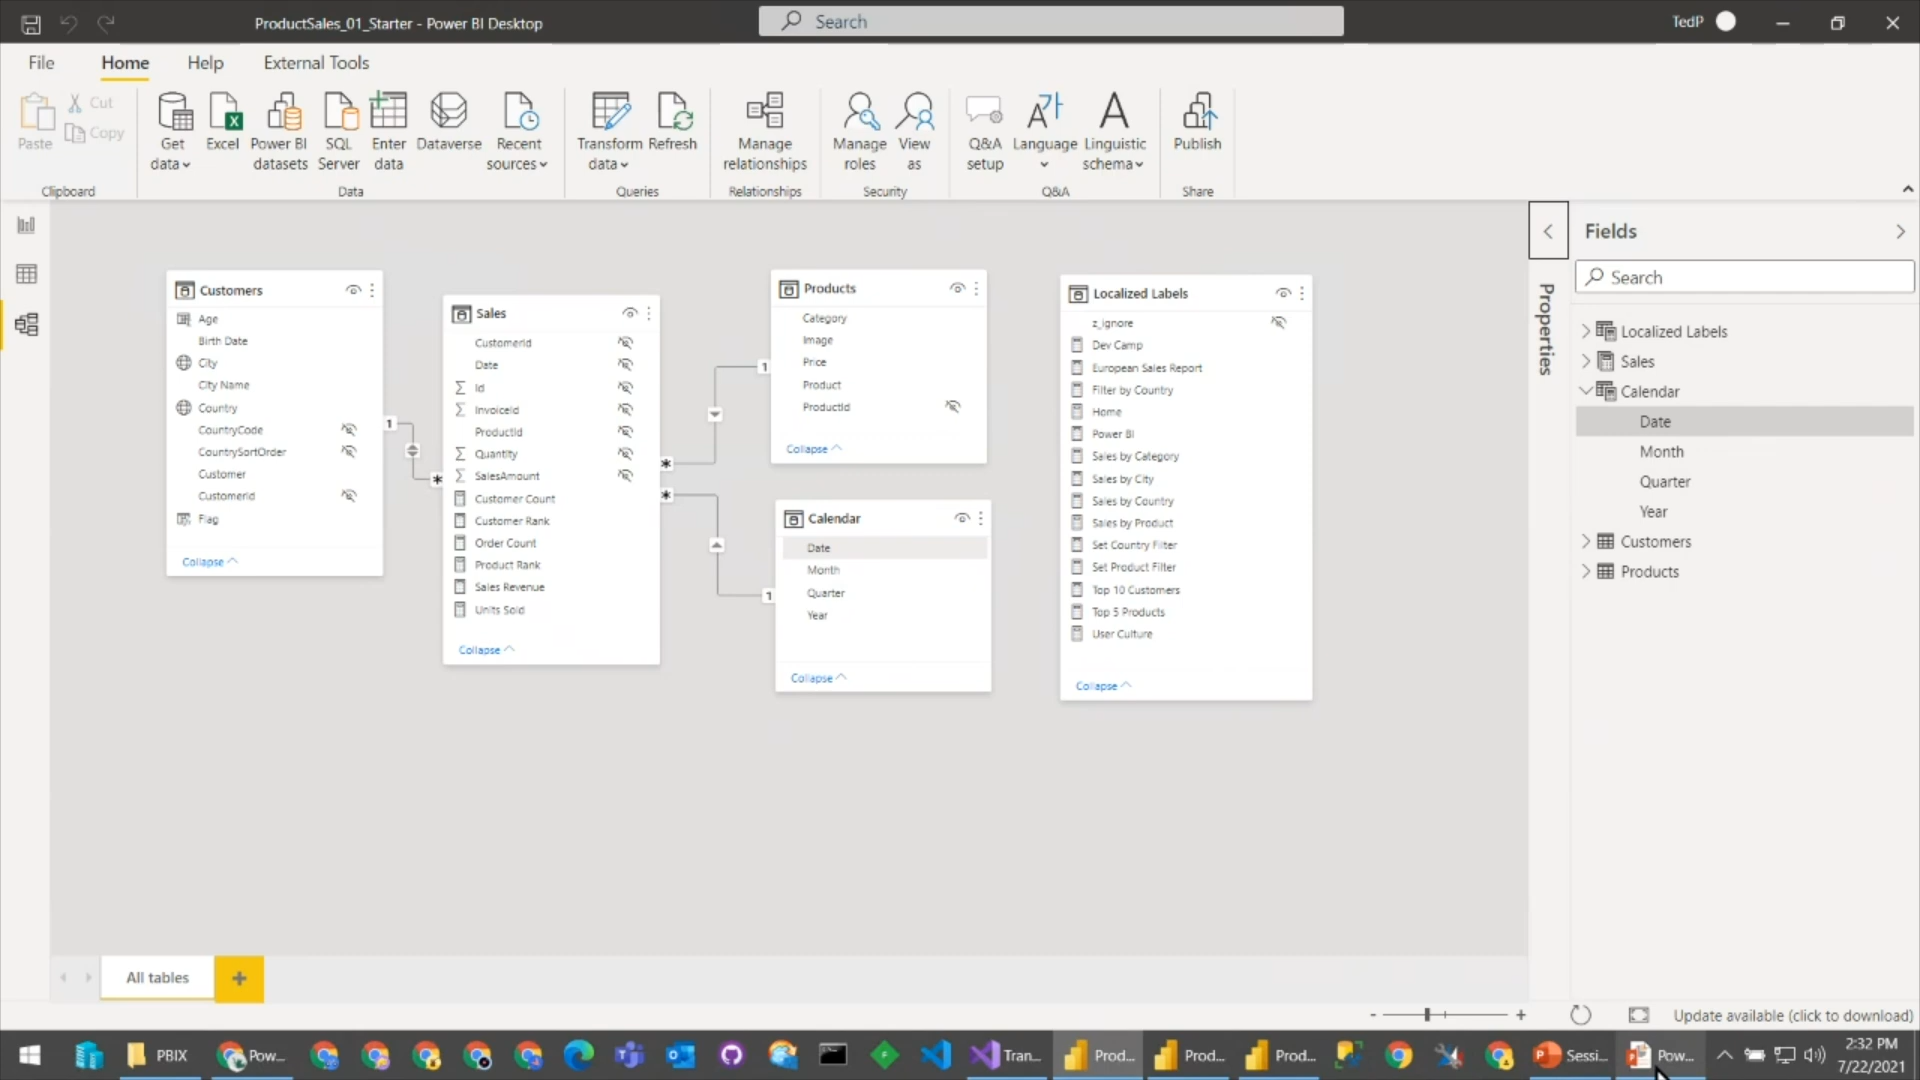 ProductSales_01_Starter - Power BI Desktop
Search
TedP
File
Home
Help
External Tools
Paste
Cut
Copy
Clipboard
Get data
Excel
Power BI datasets
SQL Server
Enter data
Dataverse
Recent sources
Data
Transform data
Refresh
Queries
Manage relationships
Relationships
Manage roles
View as
Security
Q&A setup
Language
Linguistic schema
Q&A
Publish
Share
Customers
Age
Birth Date
City
City Name
Country
CountryCode
CountrySortOrder
Customer
CustomerId
Flag
Collapse
1
*
Sales
CustomerId
Date
Id
InvoiceId
ProductId
Quantity
SalesAmount
Customer Count
Customer Rank
Order Count
Product Rank
Sales Revenue
Units Sold
Collapse
*
1
*
1
Products
Category
Image
Price
Product
ProductId
Collapse
Calendar
Date
Month
Quarter
Year
Collapse
Localized Labels
z_ignore
Dev Camp
European Sales Report
Filter by Country
Home
Power BI
Sales by Category
Sales by City
Sales by Country
Sales by Product
Set Country Filter
Set Product Filter
Top 10 Customers
Top 5 Products
User Culture
Collapse
Properties
Fields
Search
Localized Labels
Sales
Calendar
Date
Month
Quarter
Year
Customers
Products
All tables
+
- +
Update available (click to download)
PBIX
Pow...
Tran...
Prod...
Prod...
Prod...
Sessi...
Pow...
2:32 PM
7/22/2021